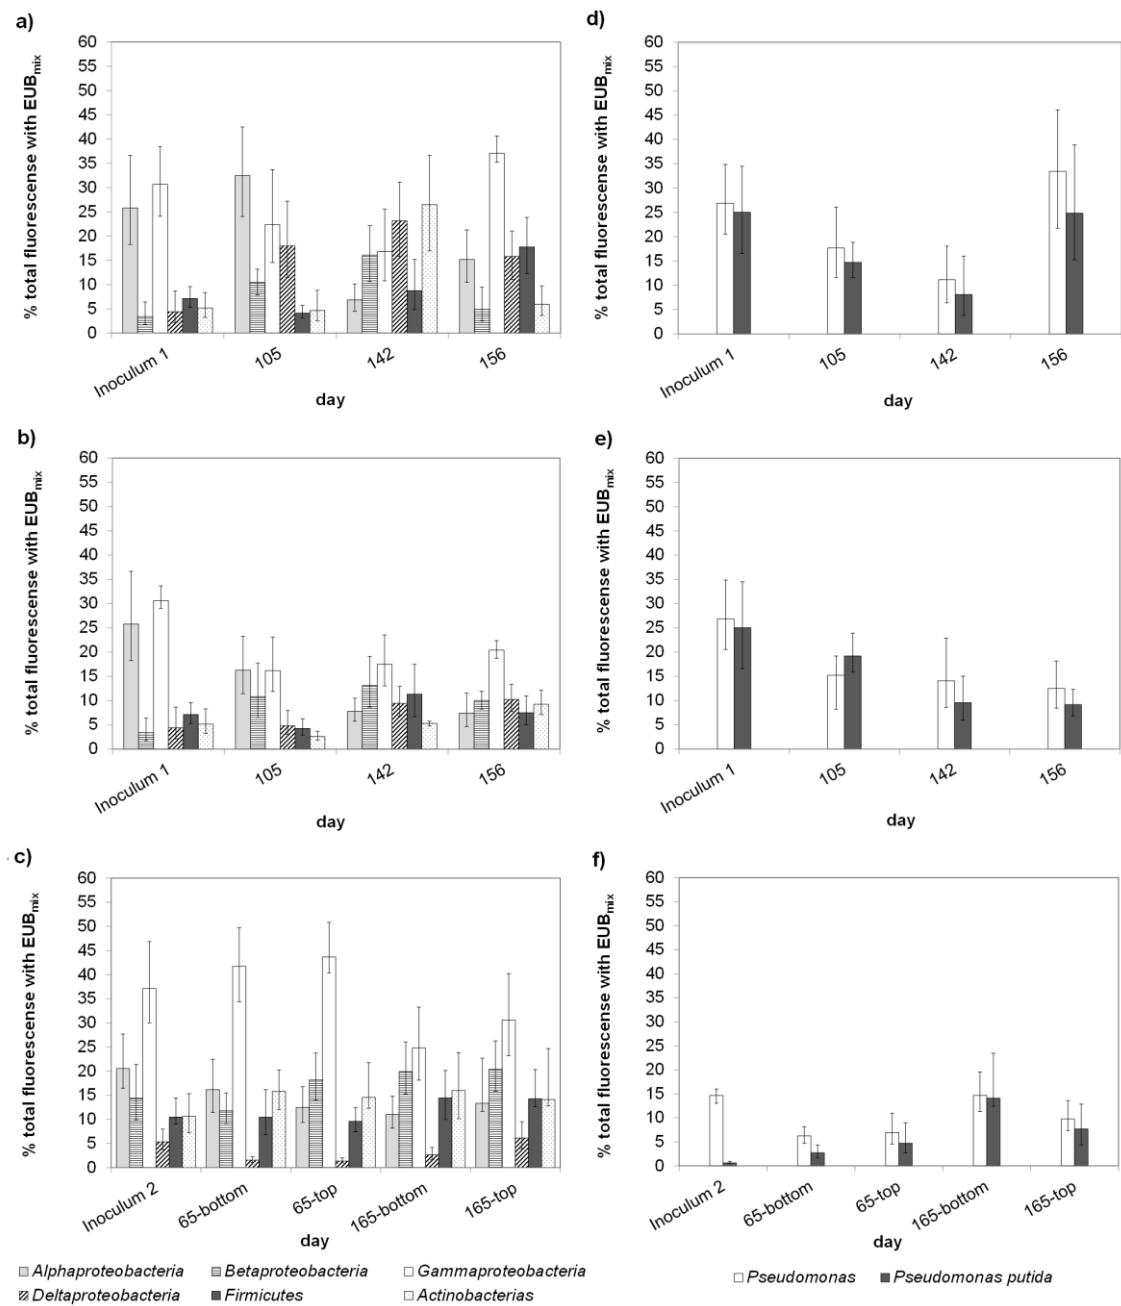 a)
% total fluorescense with EUBmix
60
55
50
45
40
35
30
25
20
15
10
5
0
Inoculum 1
105
142
156
day
d)
% total fluorescense with EUBmix
60
55
50
45
40
35
30
25
20
15
10
5
0
Inoculum 1
105
142
156
day
b)
% total fluorescense with EUBmix
60
55
50
45
40
35
30
25
20
15
10
5
0
Inoculum 1
105
142
156
day
e)
% total fluorescense with EUBmix
60
55
50
45
40
35
30
25
20
15
10
5
0
Inoculum 1
105
142
156
day
c)
% total fluorescense with EUBmix
60
55
50
45
40
35
30
25
20
15
10
5
0
Inoculum 2
65-bottom
65-top
165-bottom
165-top
day
Alphaproteobacteria
Betaproteobacteria
Gammaproteobacteria
Deltaproteobacteria
Firmicutes
Actinobacterias
f)
% total fluorescense with EUBmix
60
55
50
45
40
35
30
25
20
15
10
5
0
Inoculum 2
65-bottom
65-top
165-bottom
165-top
day
Pseudomonas
Pseudomonas putida